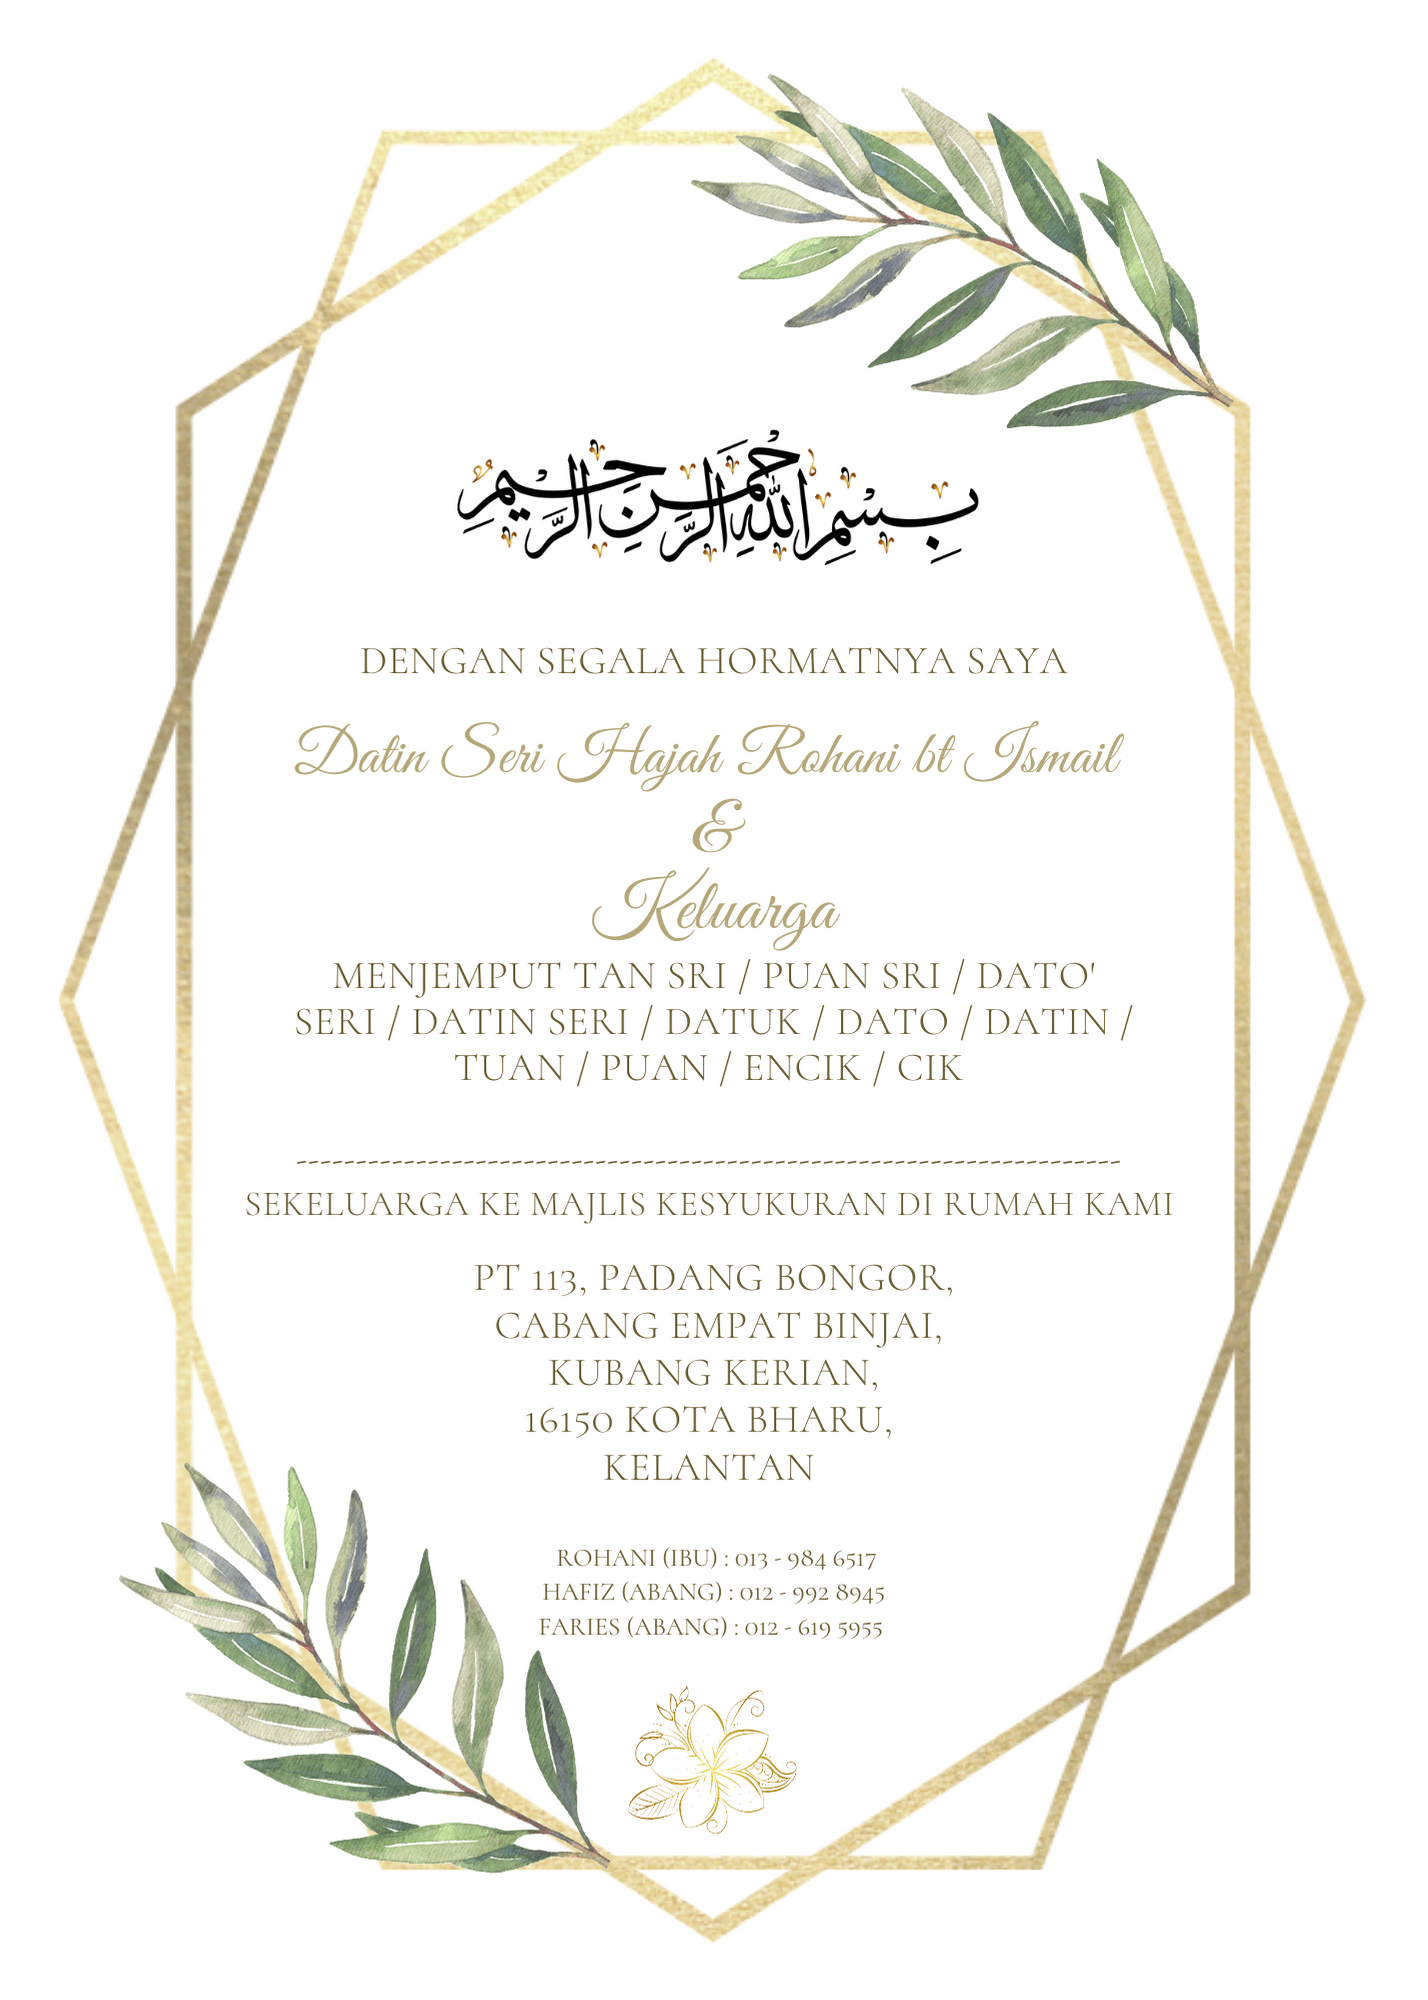 بِسْمِ اللهِ الرَّحْمَنِ الرَّحِيْمِ
DENGAN SEGALA HORMATNYA SAYA
Datin Seri Hajah Rohani bt Ismail
&
Keluarga
MENJEMPUT TAN SRI / PUAN SRI / DATO'
SERI / DATIN SERI / DATUK / DATO / DATIN /
TUAN / PUAN / ENCIK / CIK
----------------------------------------------------------------------
SEKELUARGA KE MAJLIS KESYUKURAN DI RUMAH KAMI
PT 113, PADANG BONGOR,
CABANG EMPAT BINJAI,
KUBANG KERIAN,
16150 KOTA BHARU,
KELANTAN
ROHANI (IBU) : 013 - 984 6517
HAFIZ (ABANG) : 012 - 992 8945
FARIES (ABANG) : 012 - 619 5955